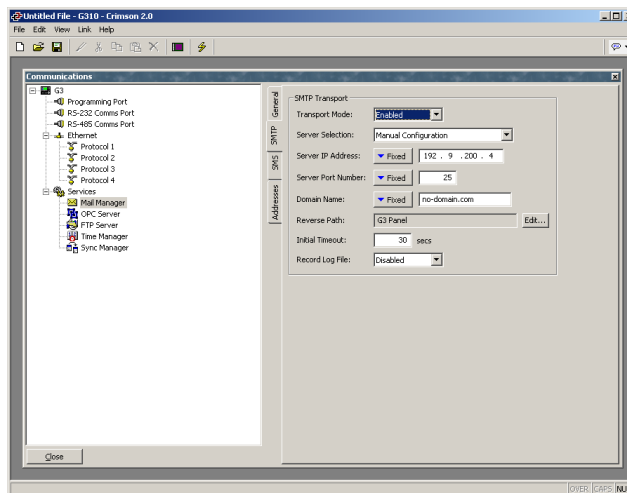 Untitled File - G310 - Crimson 2.0
File Edit View Link Help
Communications
G3
Programming Port
RS-232 Comms Port
RS-485 Comms Port
Ethernet
Protocol 1
Protocol 2
Protocol 3
Protocol 4
Services
Mail Manager
OPC Server
FTP Server
Time Manager
Sync Manager
General
SMTP
SMS
Addresses
SMTP Transport
Transport Mode: Enabled
Server Selection: Manual Configuration
Server IP Address: Fixed 192 . 9 .200 . 4
Server Port Number: Fixed 25
Domain Name: Fixed no-domain.com
Reverse Path: G3 Panel Edit...
Initial Timeout: 30 secs
Record Log File: Disabled
Close
OVER CAPS NU